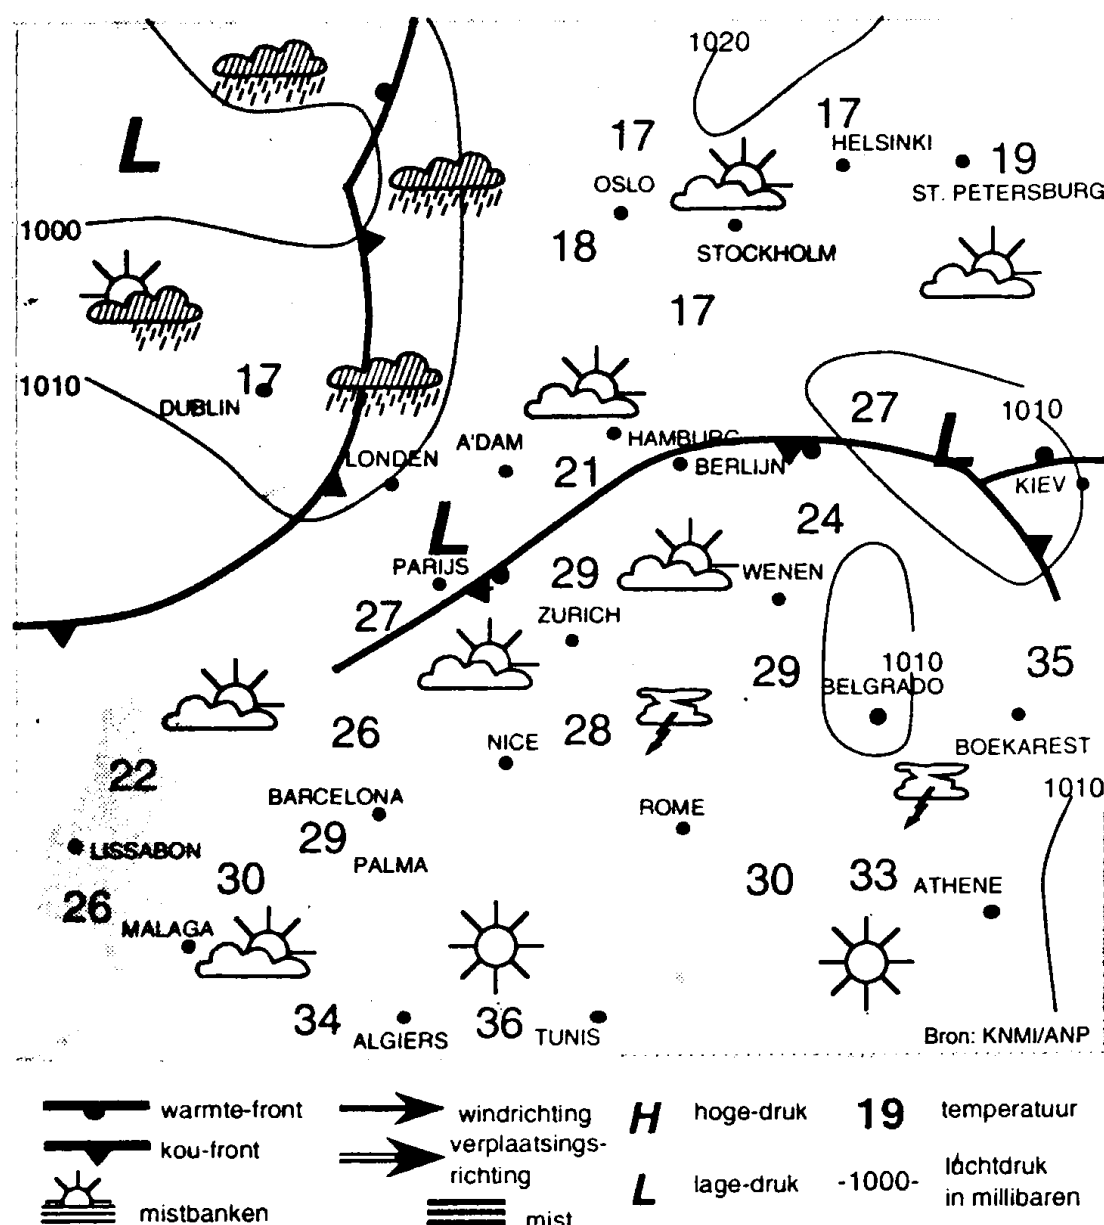 1020
17
17
HELSINKI
19
OSLO
ST. PETERSBURG
L
1000
18
STOCKHOLM
17
1010
17
DUBLIN
27
L
1010
A'DAM
HAMBURG
LONDEN
21
BERLIJN
KIEV
24
L
PARIJS
29
WENEN
27
ZURICH
29
1010
35
BELGRADO
26
NICE
28
BOEKAREST
22
BARCELONA
ROME
1010
LISSABON
29
PALMA
30
30
33
ATHENE
26
MALAGA
34
ALGIERS
36
TUNIS
Bron: KNMI/ANP
warmte-front
windrichting
H hoge-druk
19 temperatuur
kou-front
verplaatsings-
richting
L lage-druk
-1000- luchtdruk
in millibaren
mistbanken
mist